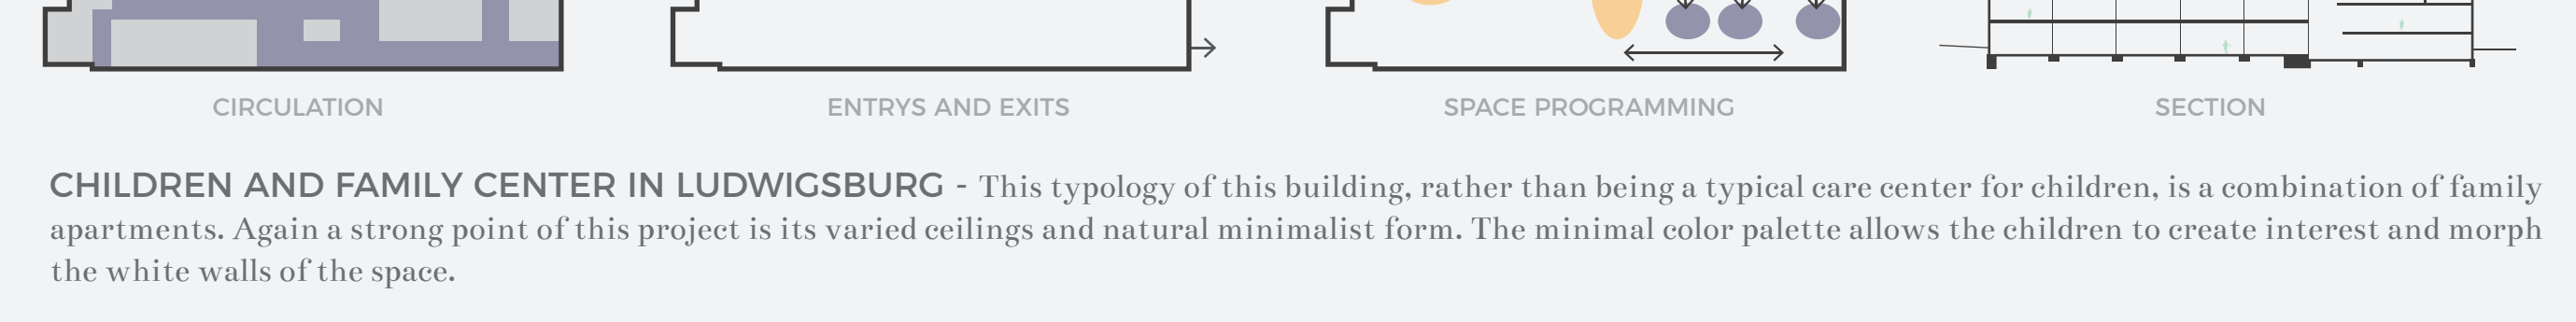 CIRCULATION
ENTRYS AND EXITS
SPACE PROGRAMMING
SECTION
CHILDREN AND FAMILY CENTER IN LUDWIGSBURG - This typology of this building, rather than being a typical care center for children, is a combination of family
apartments. Again a strong point of this project is its varied ceilings and natural minimalist form. The minimal color palette allows the children to create interest and morph
the white walls of the space.